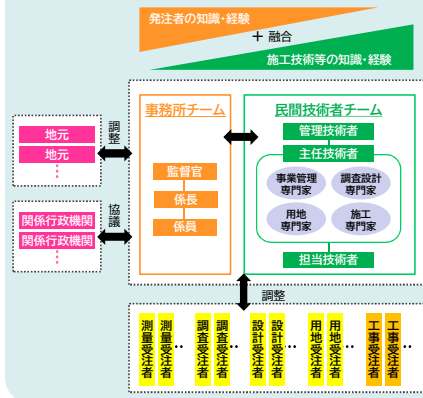 発注者の知識・経験
+ 融合
施工技術等の知識・経験
事務所チーム
民間技術者チーム
地元
地元
⋮
調整
関係行政機関
関係行政機関
⋮
協議
監督官
係長
係員
管理技術者
主任技術者
事業管理
専門家
調査設計
専門家
用地
専門家
施工
専門家
担当技術者
調整
測量受注者
測量受注者
‥
調査受注者
調査受注者
‥
設計受注者
設計受注者
‥
用地受注者
用地受注者
‥
工事受注者
工事受注者
‥